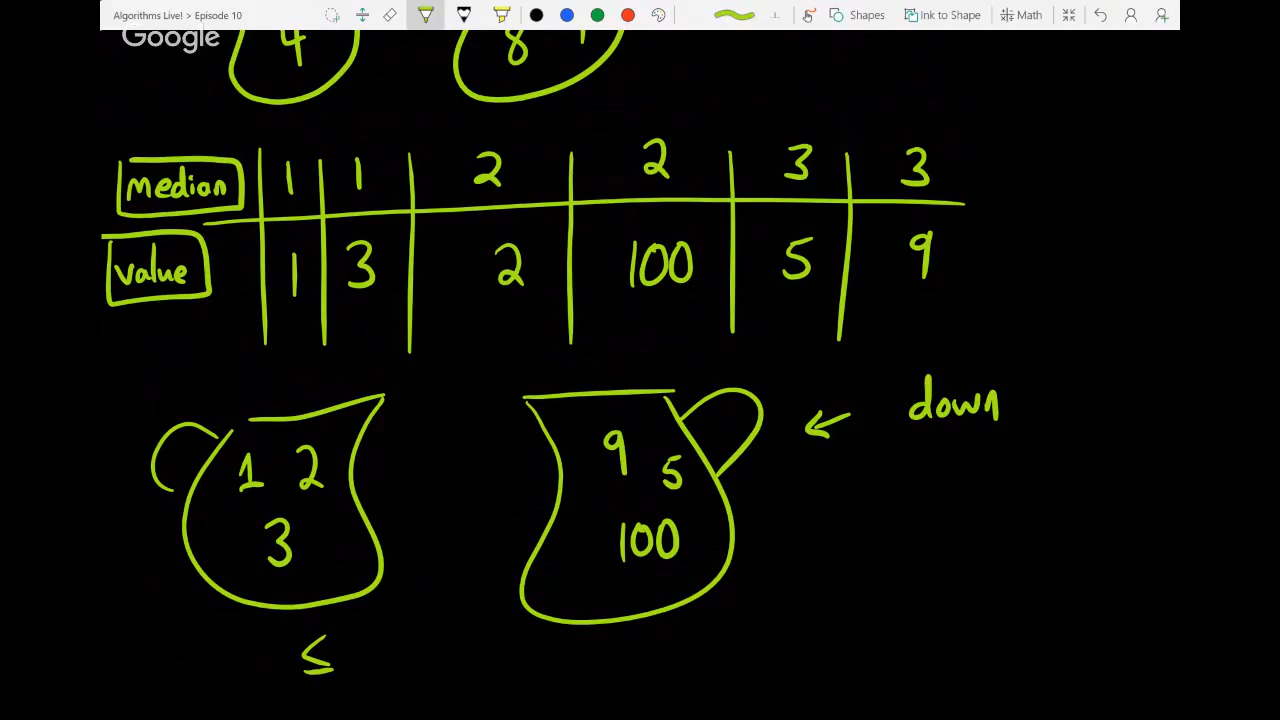 Algorithms Live! > Episode 10
Shapes
Ink to Shape
Math
Google
4
8
median 1 1 2 2 3 3
value 1 3 2 100 5 9
down
1 2
3
9 5
100
≤